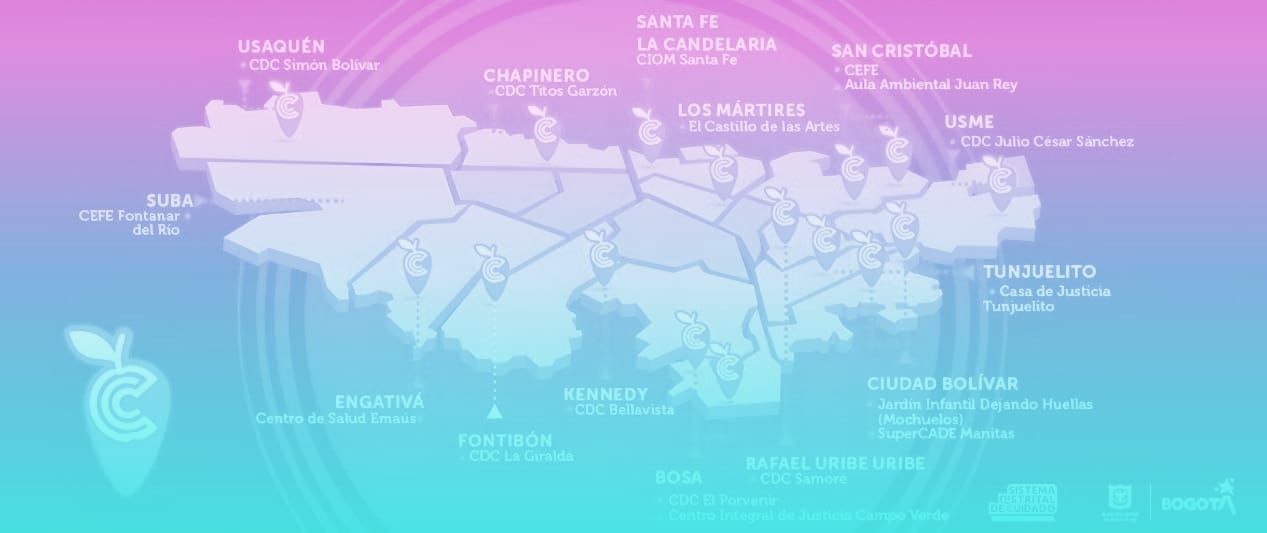 SANTA FE
LA CANDELARIA
CIOM Santa Fe
USAQUÉN
CDC Simón Bolívar
CHAPINERO
CDC Titos Garzón
SAN CRISTÓBAL
CEFE
Aula Ambiental Juan Rey
LOS MÁRTIRES
El Castillo de las Artes
USME
CDC Julio César Sánchez
SUBA
CEFE Fontanar
del Río
TUNJUELITO
Casa de Justicia
Tunjuelito
ENGATIVÁ
Centro de Salud Emaús
KENNEDY
CDC Bellavista
CIUDAD BOLÍVAR
Jardín Infantil Dejando Huellas
(Mochuelos)
SuperCADE Manitas
FONTIBÓN
CDC La Giralda
RAFAEL URIBE URIBE
CDC Samore
BOSA
CDC El Porvenir
Centro Integral de Justicia Campo Verde
SISTEMA
DISTRITAL
DE CUIDADO
BOGOTÁ